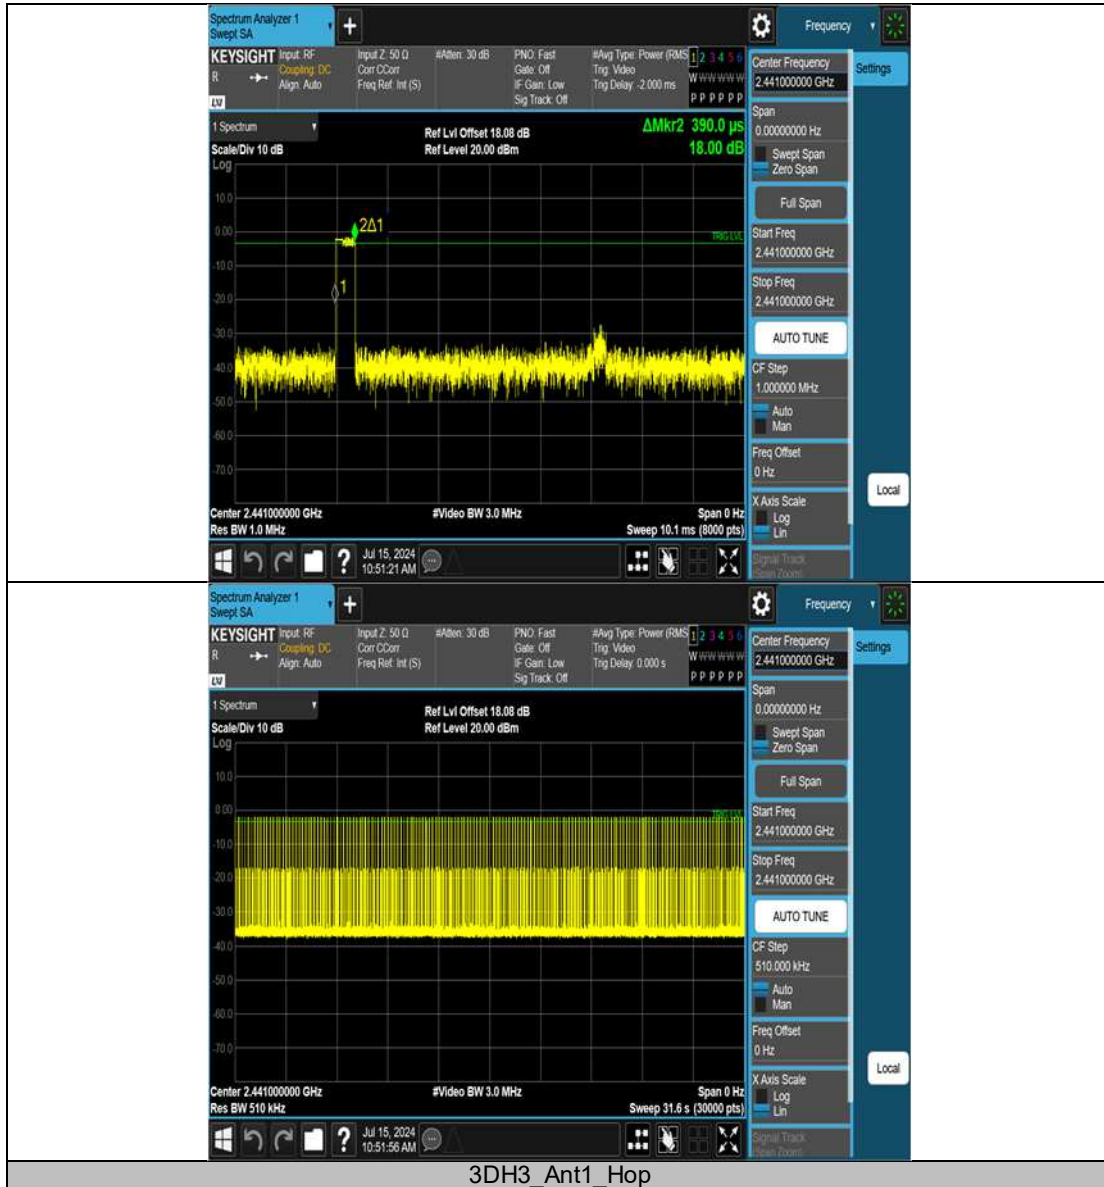 Spectrum Analyzer 1
Swept SA
+
Frequency
KEYSIGHT
R
LXI
Input: RF
Coupling: DC
Align: Auto
Input Z: 50 Ω
Corr CCorr
Freq Ref: Int (S)
#Atten: 30 dB
PNO: Fast
Gate: Off
IF Gain: Low
Sig Track: Off
#Avg Type: Power (RMS
Trig: Video
Trig Delay: -2.000 ms
1 2 3 4 5 6
W W W W W W
P P P P P P
Center Frequency
2.441000000 GHz
Settings
1 Spectrum
Scale/Div 10 dB
Log
Ref Lvl Offset 18.08 dB
Ref Level 20.00 dBm
ΔMkr2 390.0 µs
18.00 dB
Span
0.00000000 Hz
Swept Span
Zero Span
Full Span
Start Freq
2.441000000 GHz
Stop Freq
2.441000000 GHz
AUTO TUNE
CF Step
1.000000 MHz
Auto
Man
Freq Offset
0 Hz
X Axis Scale
Log
Lin
Signal Track
(Span Zoom)
Local
10.0
0.00
-10.0
-20.0
-30.0
-40.0
-50.0
-60.0
-70.0
2Δ1
1
TRIG LVL
Center 2.441000000 GHz
Res BW 1.0 MHz
#Video BW 3.0 MHz
Span 0 Hz
Sweep 10.1 ms (8000 pts)
?
Jul 15, 2024
10:51:21 AM
Spectrum Analyzer 1
Swept SA
+
Frequency
KEYSIGHT
R
LXI
Input: RF
Coupling: DC
Align: Auto
Input Z: 50 Ω
Corr CCorr
Freq Ref: Int (S)
#Atten: 30 dB
PNO: Fast
Gate: Off
IF Gain: Low
Sig Track: Off
#Avg Type: Power (RMS
Trig: Video
Trig Delay: 0.000 s
1 2 3 4 5 6
W W W W W W
P P P P P P
Center Frequency
2.441000000 GHz
Settings
1 Spectrum
Scale/Div 10 dB
Log
Ref Lvl Offset 18.08 dB
Ref Level 20.00 dBm
Span
0.00000000 Hz
Swept Span
Zero Span
Full Span
Start Freq
2.441000000 GHz
Stop Freq
2.441000000 GHz
AUTO TUNE
CF Step
510.000 kHz
Auto
Man
Freq Offset
0 Hz
X Axis Scale
Log
Lin
Signal Track
(Span Zoom)
Local
10.0
0.00
-10.0
-20.0
-30.0
-40.0
-50.0
-60.0
-70.0
TRIG LVL
Center 2.441000000 GHz
Res BW 510 kHz
#Video BW 3.0 MHz
Span 0 Hz
Sweep 31.6 s (30000 pts)
?
Jul 15, 2024
10:51:56 AM
3DH3_Ant1_Hop